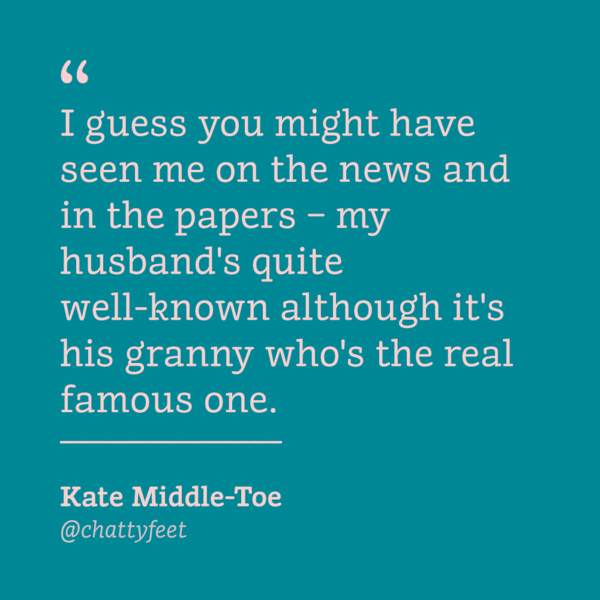 “
I guess you might have
seen me on the news and
in the papers – my
husband's quite
well-known although it's
his granny who's the real
famous one.
Kate Middle-Toe
@chattyfeet